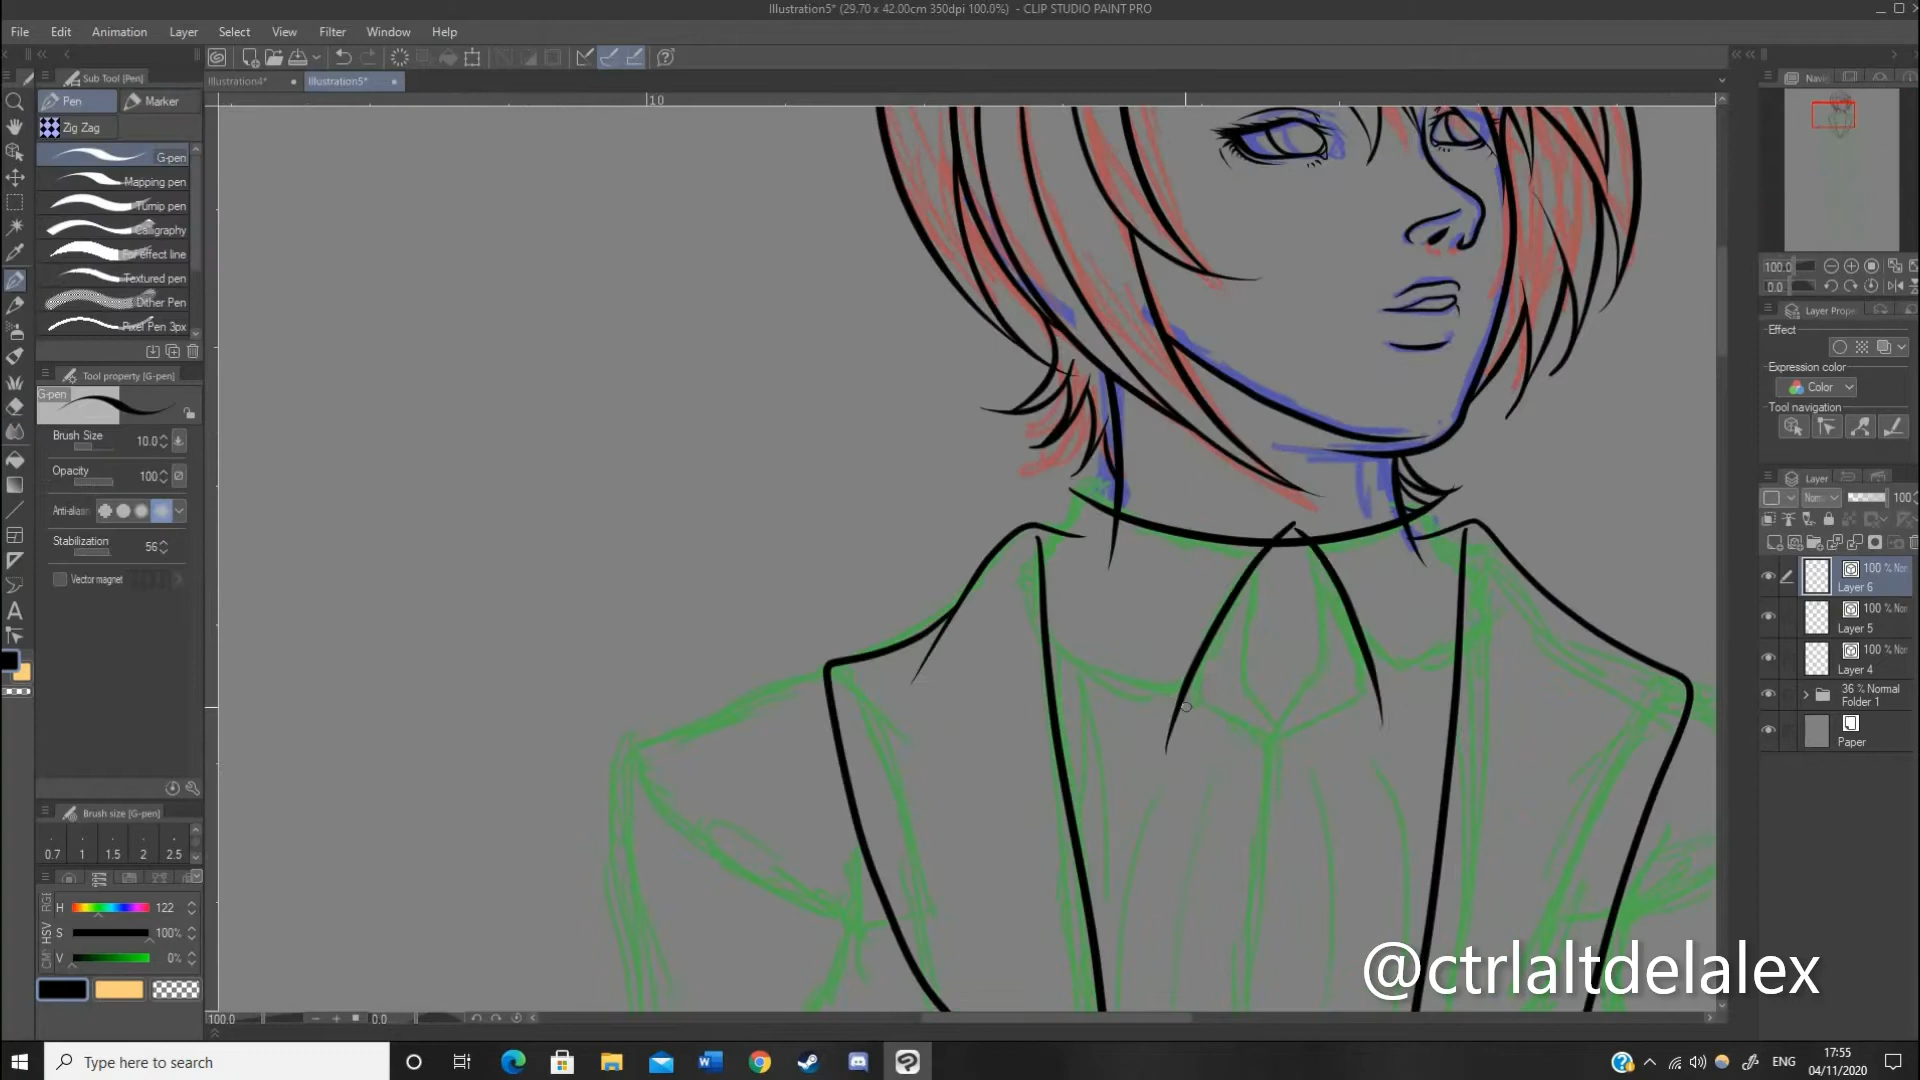 Illustration5* (29.70 x 42.00cm 350dpi 100.0%) - CLIP STUDIO PAINT PRO
File Edit Animation Layer Select View Filter Window Help
Sub Tool [Pen]
Illustration4* Illustration5*
Pen Marker
Zig Zag
G-pen
Mapping pen
Turnip pen
Calligraphy
For effect line
Textured pen
Dither Pen
Pixel Pen 3px
Tool property [G-pen]
G-pen
Brush Size 10.0
Opacity 100
Anti-alias
Stabilization 56
Vector magnet
Brush size [G-pen]
0.7 1 1.5 2 2.5
RGB
HSV
H 122
S 100%
V 0%
10
100.0 0.0
Navi
100.0
0.0
Layer Prope
Effect
Expression color
Color
Tool navigation
Layer
Norm 100
100 % Nor
Layer 6
100 % Nor
Layer 5
100 % Nor
Layer 4
36 % Normal
Folder 1
Paper
@ctrlaltdelalex
Type here to search
ENG
17:55
04/11/2020